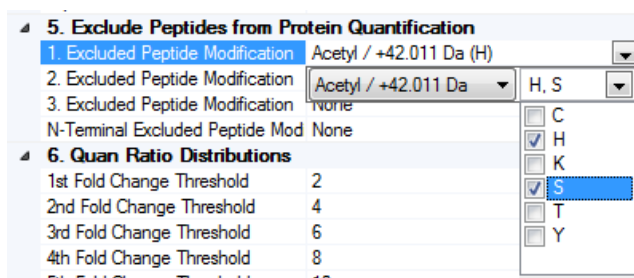 5. Exclude Peptides from Protein Quantification
1. Excluded Peptide Modification Acetyl / +42.011 Da (H)
2. Excluded Peptide Modification Acetyl / +42.011 Da H, S
3. Excluded Peptide Modification None
C
N-Terminal Excluded Peptide Mod None
H
6. Quan Ratio Distributions
K
1st Fold Change Threshold 2
S
2nd Fold Change Threshold 4
T
3rd Fold Change Threshold 6
Y
4th Fold Change Threshold 8